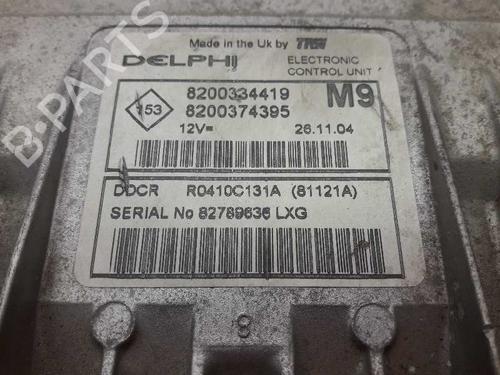 Made in the Uk by TRW
DELPHI ELECTRONIC CONTROL UNIT
153
8200334419 M9
8200374395
12V= 26.11.04
DDCR R0410C131A (81121A)
SERIAL No 82789636 LXG
8
B-PARTS